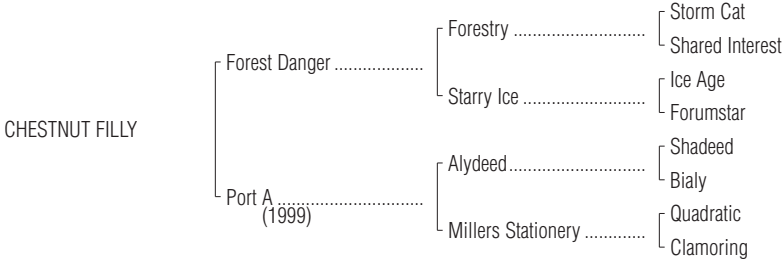 Storm Cat
Forestry ............................
Shared Interest
Forest Danger ...................
Ice Age
Starry Ice ..........................
Forumstar
CHESTNUT FILLY
Shadeed
Alydeed.............................
Bialy
Port A ...............................
(1999)
Quadratic
Millers Stationery .............
Clamoring